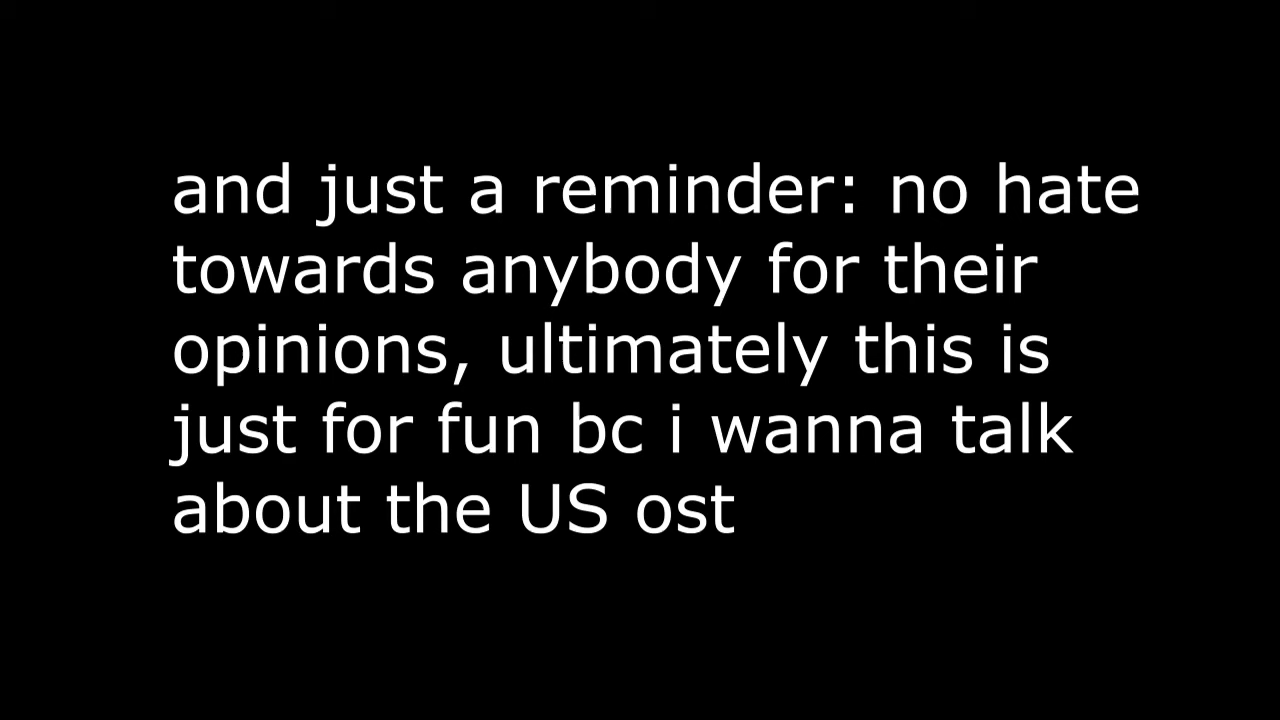 and just a reminder: no hate
towards anybody for their
opinions, ultimately this is
just for fun bc i wanna talk
about the US ost